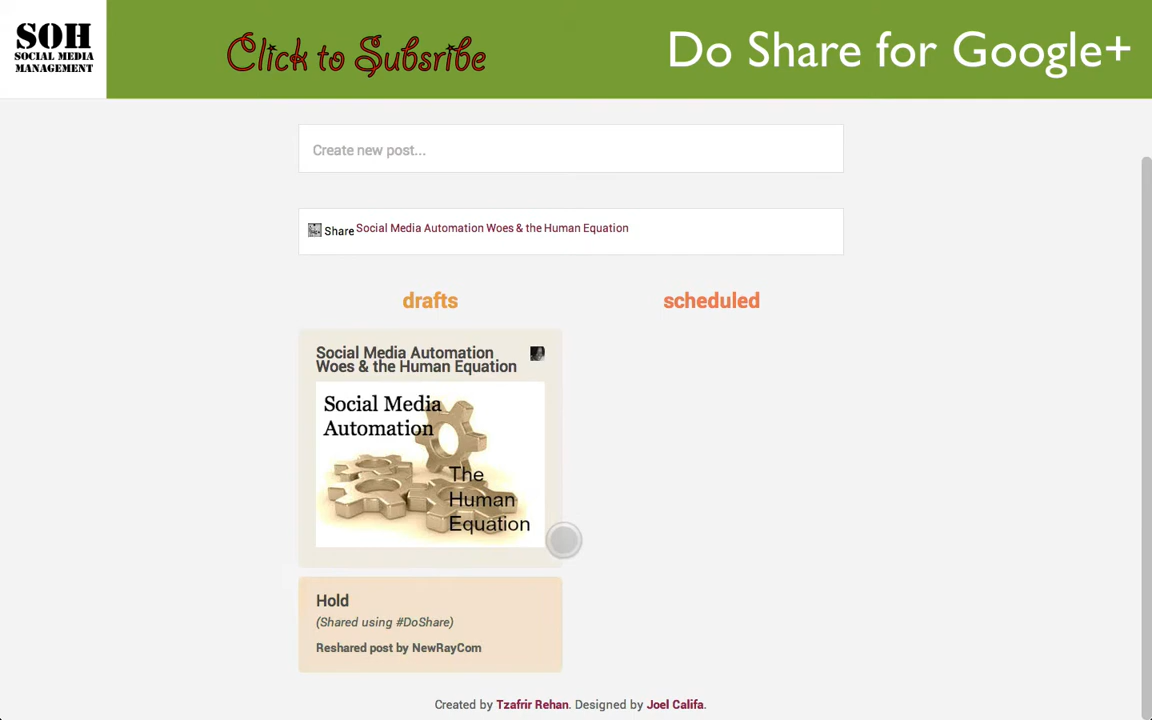 SOH
SOCIAL MEDIA
MANAGEMENT
Click to Subsribe
Do Share for Google+
Create new post...
Share Social Media Automation Woes & the Human Equation
drafts
scheduled
Social Media Automation
Woes & the Human Equation
Social Media
Automation
The
Human
Equation
Hold
(Shared using #DoShare)
Reshared post by NewRayCom
Created by Tzafrir Rehan. Designed by Joel Califa.